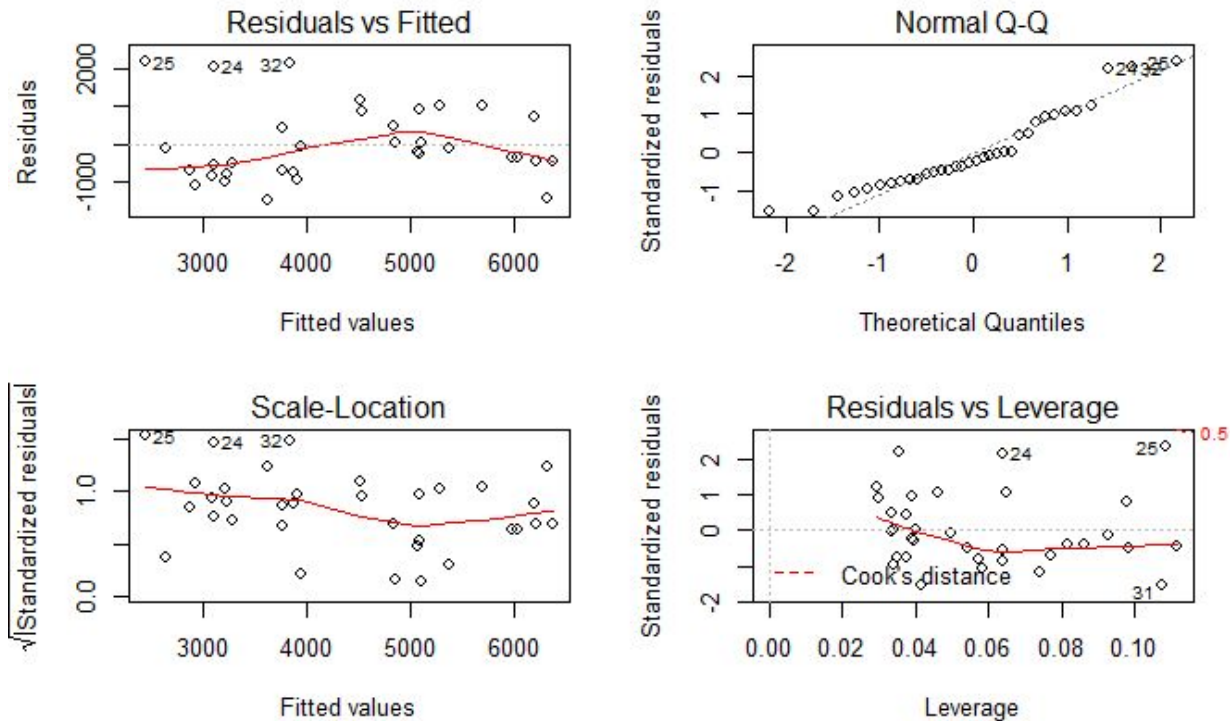 Residuals vs Fitted
Residuals
2000
-1000
25
24
32
3000 4000 5000 6000
Fitted values
Normal Q-Q
Standardized residuals
2
1
0
-1
24
32
25
-2 -1 0 1 2
Theoretical Quantiles
Scale-Location
√|Standardized residuals|
1.0
0.0
25
24
32
3000 4000 5000 6000
Fitted values
Residuals vs Leverage
Standardized residuals
2
1
0
-2
24
25
31
0.5
Cook's distance
0.00 0.02 0.04 0.06 0.08 0.10
Leverage